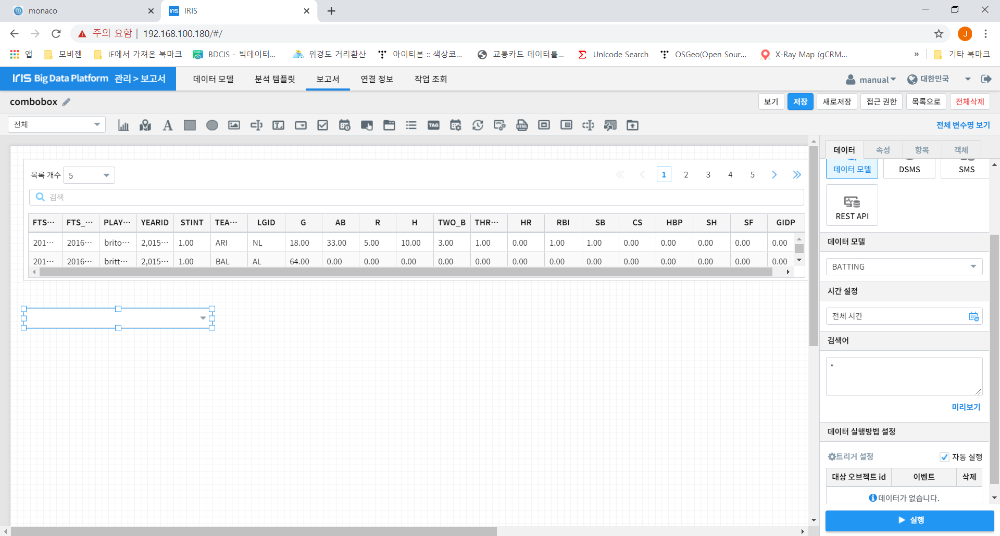 monaco
IRIS
주의 요함 | 192.168.100.180/#/
J
앱
모비젠
IE에서 가져온 북마크
BDCIS - 빅데이터...
위경도 거리환산
아이티본 :: 색상코...
교통카드 데이터를...
Unicode Search
OSGeo(Open Sour...
X-Ray Map (gCRM...
»
기타 북마크
IRIS Big Data Platform 관리 > 보고서
데이터 모델
분석 템플릿
보고서
연결 정보
작업 조회
manual
대한민국
combobox
보기
저장
새로저장
접근 권한
목록으로
전체삭제
전체
TAG
URL
HTML
전체 변수명 보기
목록 개수 5
1 2 3 4 5
검색
FTS··· FTS_··· PLAY··· YEARID STINT TEA··· LGID G AB R H TWO_B THR··· HR RBI SB CS HBP SH SF GIDP
201··· 2016··· brito··· 2,015··· 1.00 ARI NL 18.00 33.00 5.00 10.00 3.00 1.00 0.00 1.00 1.00 0.00 0.00 0.00 0.00 0.00
201··· 2016··· britt··· 2,015··· 1.00 BAL AL 64.00 0.00 0.00 0.00 0.00 0.00 0.00 0.00 0.00 0.00 0.00 0.00 0.00 0.00
데이터
속성
항목
객체
데이터 모델
DSMS
SMS
REST API
데이터 모델
BATTING
시간 설정
전체 시간
검색어
*
미리보기
데이터 실행방법 설정
트리거 설정
자동 실행
대상 오브젝트 id 이벤트 삭제
데이터가 없습니다.
실행